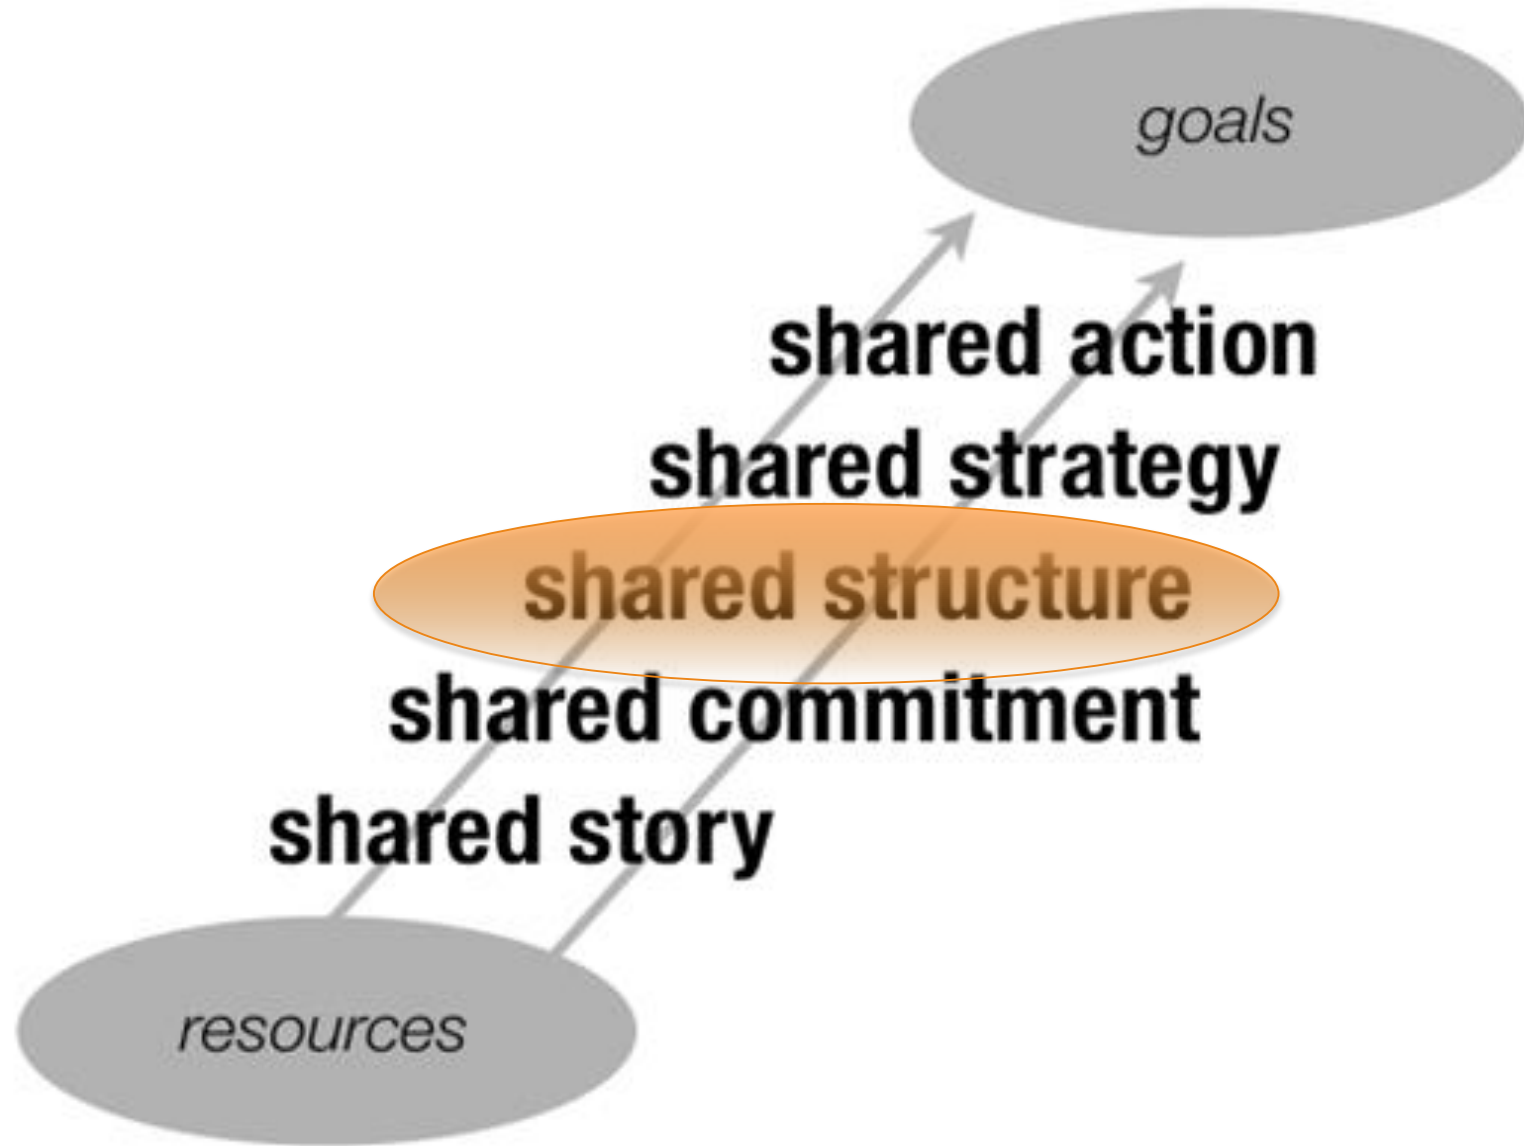 goals
shared action
shared strategy
shared structure
shared commitment
shared story
resources